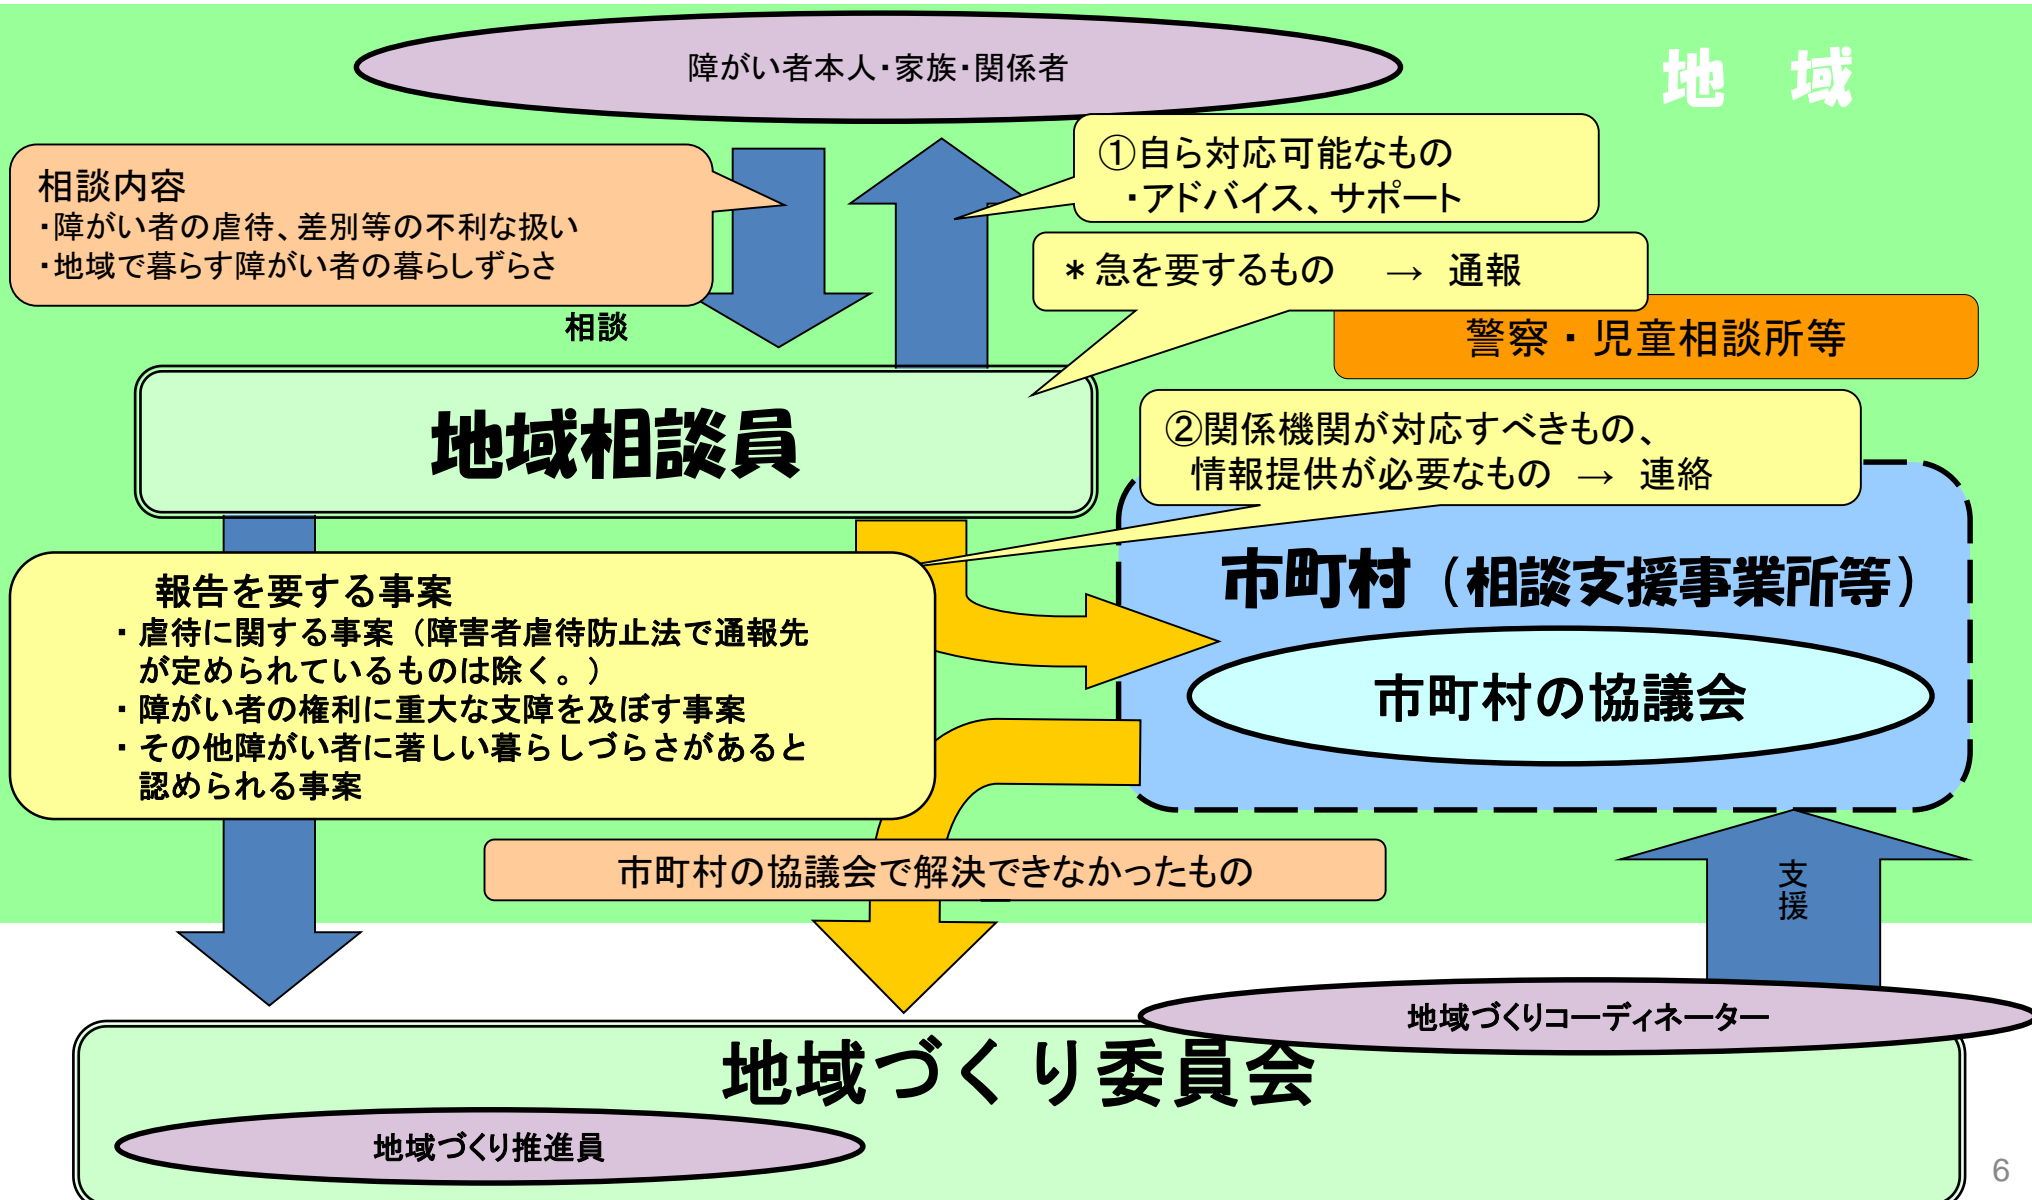 障がい者本人・家族・関係者
地　域
①自ら対応可能なもの
・アドバイス、サポート
相談内容
・障がい者の虐待、差別等の不利な扱い
・地域で暮らす障がい者の暮らしずらさ
＊急を要するもの　→　通報
相談
警察・児童相談所等
地域相談員
②関係機関が対応すべきもの、
情報提供が必要なもの　→　連絡
市町村（相談支援事業所等）
報告を要する事案
・虐待に関する事案（障害者虐待防止法で通報先
が定められているものは除く。）
・障がい者の権利に重大な支障を及ぼす事案
・その他障がい者に著しい暮らしづらさがあると
認められる事案
市町村の協議会
市町村の協議会で解決できなかったもの
支援
地域づくりコーディネーター
地域づくり委員会
地域づくり推進員
6